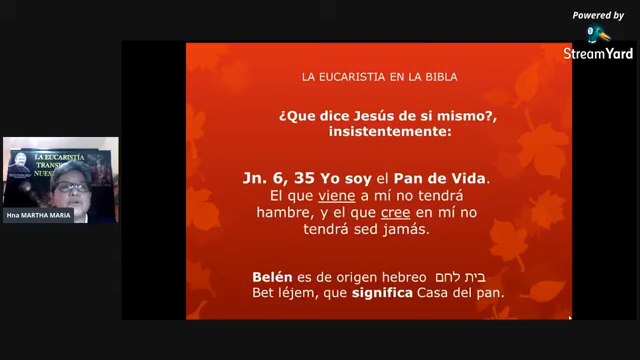 Powered by
StreamYard
LA EUCARISTIA EN LA BIBLA
¿Que dice Jesús de si mismo?,
insistentemente:
Jn. 6, 35 Yo soy el Pan de Vida.
El que viene a mí no tendrá
hambre, y el que cree en mí no
tendrá sed jamás.
Belén es de origen hebreo בית לחם
Bet léjem, que significa Casa del pan.
LA EUCARISTÍA
Hna MARTHA MARIA